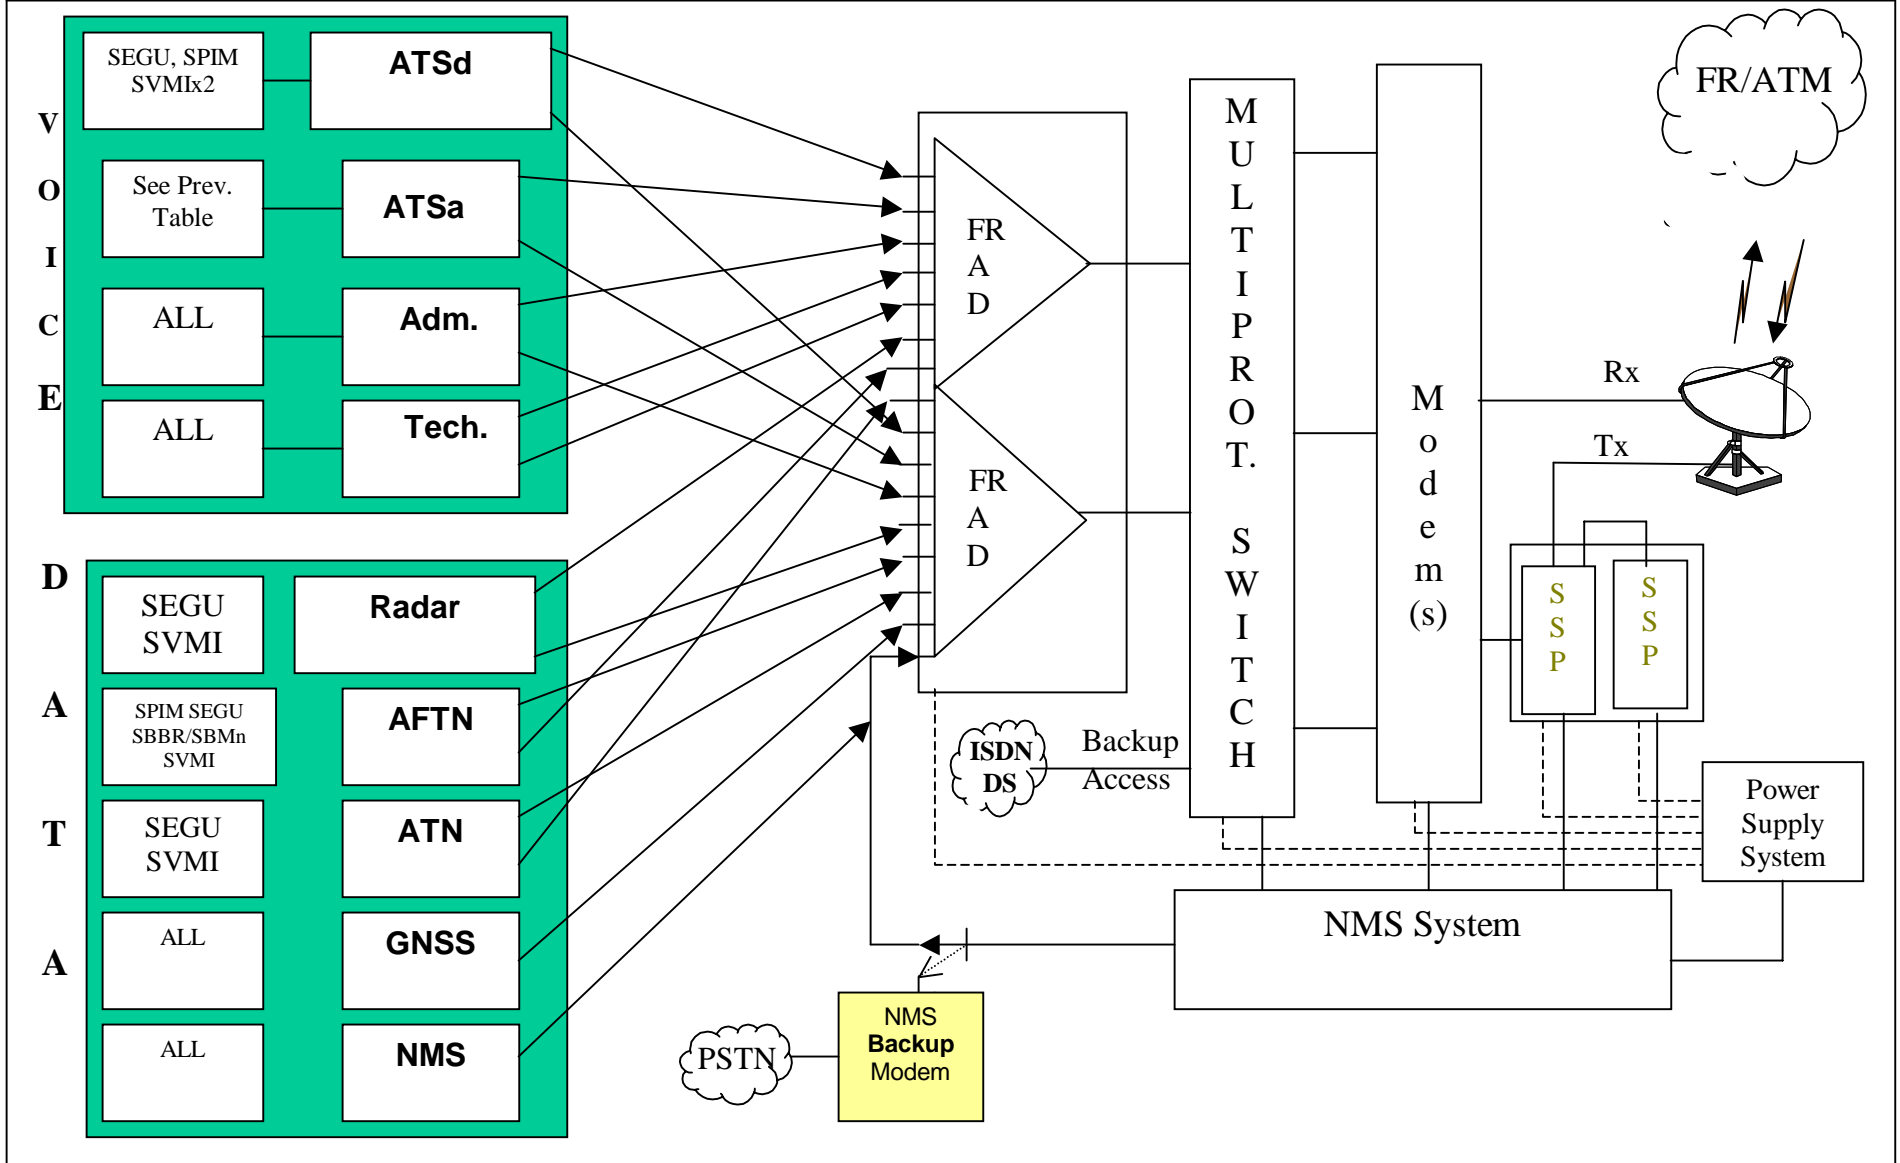 V
O
I
C
E
SEGU, SPIM
SVMIx2
ATSd
See Prev.
Table
ATSa
ALL
Adm.
ALL
Tech.
D
A
T
A
SEGU
SVMI
Radar
SPIM SEGU
SBBR/SBMn
SVMI
AFTN
SEGU
SVMI
ATN
ALL
GNSS
ALL
NMS
FR
A
D
FR
A
D
M
U
L
T
I
P
R
O
T.
S
W
I
T
C
H
ISDN
DS
Backup
Access
M
o
d
e
m
(s)
FR/ATM
Rx
Tx
S
S
P
S
S
P
Power
Supply
System
NMS System
NMS
Backup
Modem
PSTN